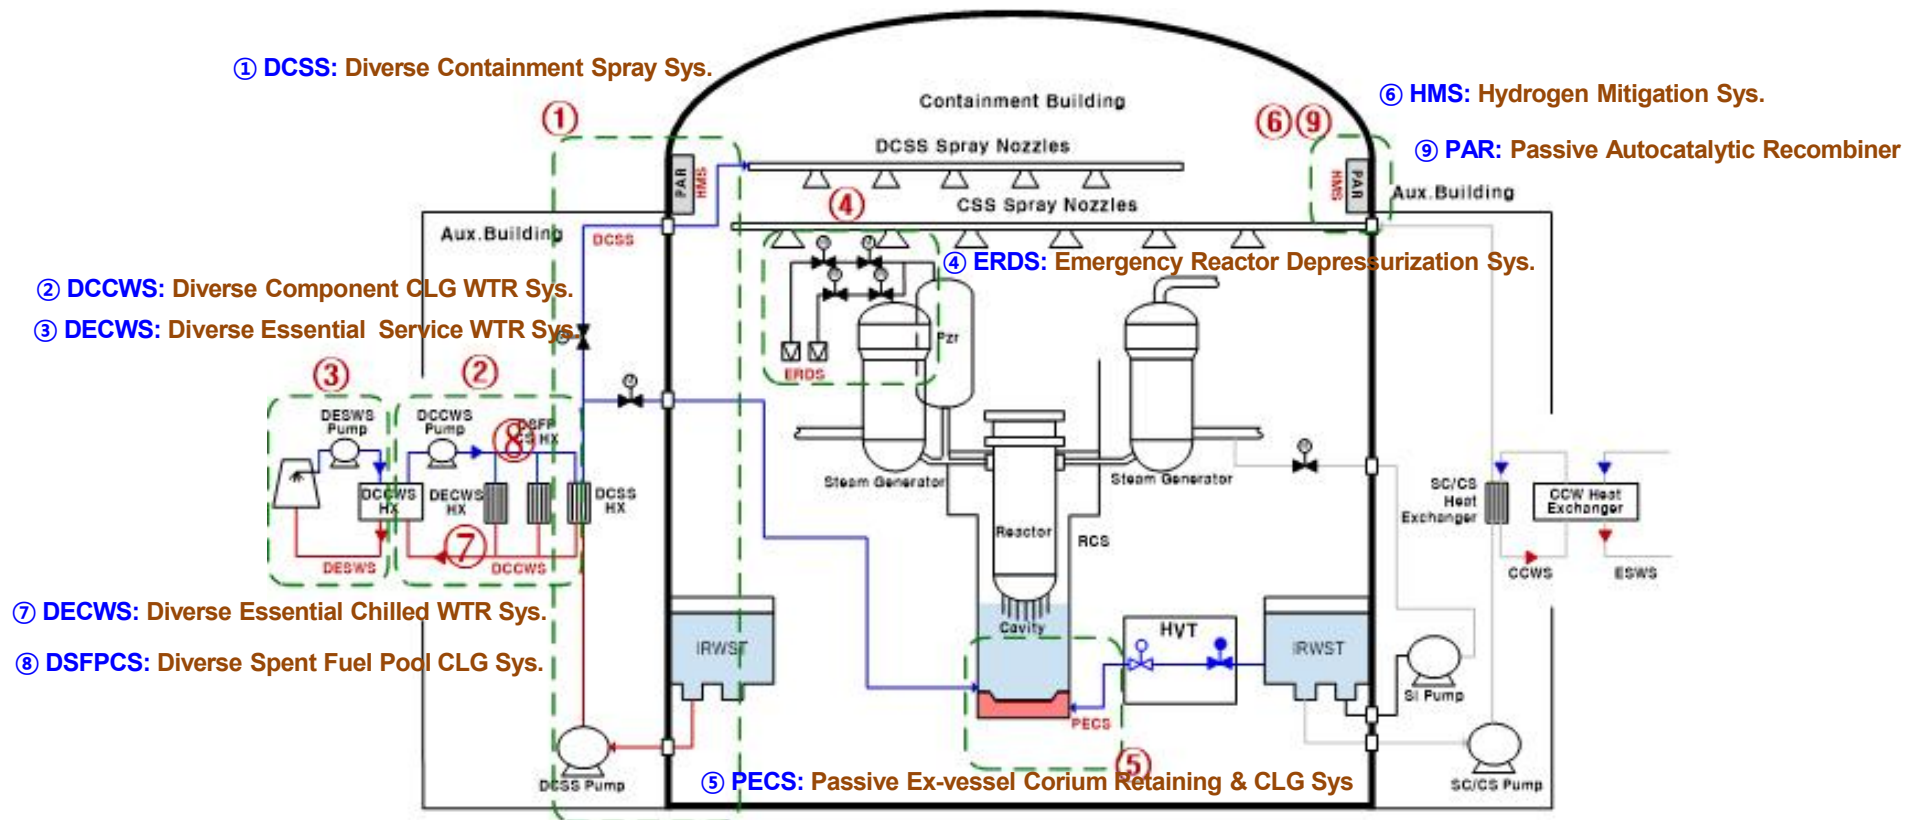 ① DCSS: Diverse Containment Spray Sys.
Containment Building
⑥ HMS: Hydrogen Mitigation Sys.
①
⑥⑨
DCSS Spray Nozzles
⑨ PAR: Passive Autocatalytic Recombiner
PAR
HMS
HMS
PAR
Aux.Building
④
CSS Spray Nozzles
Aux.Building
DCSS
④ ERDS: Emergency Reactor Depressurization Sys.
② DCCWS: Diverse Component CLG WTR Sys.
③ DECWS: Diverse Essential Service WTR Sys.
Pzr
ERDS
③
②
DESWS
Pump
DCCWS
Pump
DSFP
CS HX
⑧
Steam Generator
Steam Generator
DCCWS
HX
DECWS
HX
DCSS
HX
SC/CS
Heat
Exchanger
CCW Heat
Exchanger
Reactor
RCS
⑦
DESWS
DCCWS
CCWS
ESWS
⑦ DECWS: Diverse Essential Chilled WTR Sys.
Cavity
HVT
IRWST
IRWST
⑧ DSFPCS: Diverse Spent Fuel Pool CLG Sys.
SI Pump
PECS
⑤
DCSS Pump
⑤ PECS: Passive Ex-vessel Corium Retaining & CLG Sys
SC/CS Pump